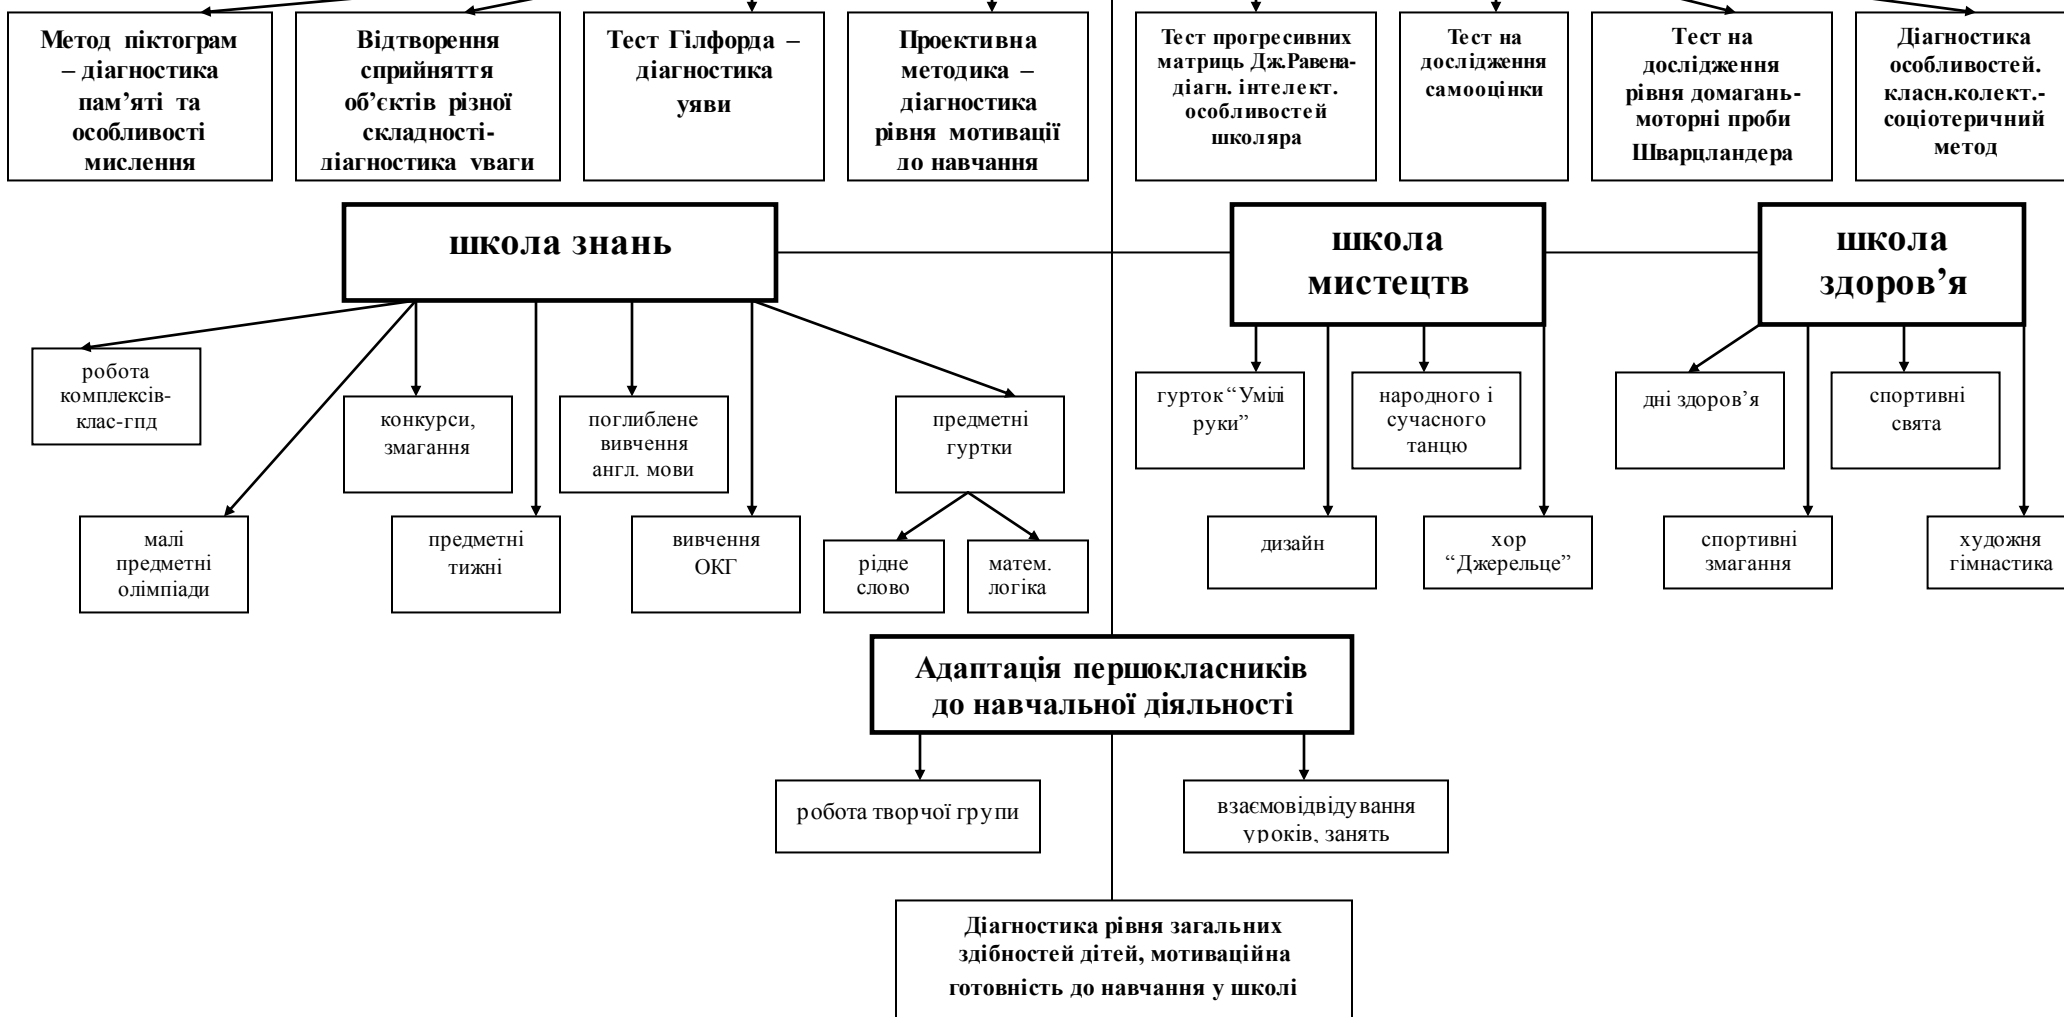 Метод піктограм
– діагностика
пам’яті та
особливості
мислення
Відтворення
сприйняття
об’єктів різної
складності-
діагностика уваги
Тест Гілфорда –
діагностика
уяви
Проективна
методика –
діагностика
рівня мотивації
до навчання
Тест прогресивних
матриць Дж.Равена-
діагн. інтелект.
особливостей
школяра
Тест на
дослідження
самооцінки
Тест на
дослідження
рівня домагань-
моторні проби
Шварцландера
Діагностика
особливостей.
класн.колект.-
соціотеричний
метод
школа знань
школа
мистецтв
школа
здоров’я
робота
комплексів-
клас-гпд
конкурси,
змагання
поглиблене
вивчення
англ. мови
предметні
гуртки
гурток “Умілі
руки”
народного і
сучасного
танцю
дні здоров’я
спортивні
свята
малі
предметні
олімпіади
предметні
тижні
вивчення
ОКГ
рідне
слово
матем.
логіка
дизайн
хор
“Джерельце”
спортивні
змагання
художня
гімнастика
Адаптація першокласників
до навчальної діяльності
робота творчої групи
взаємовідвідування
уроків, занять
Діагностика рівня загальних
здібностей дітей, мотиваційна
готовність до навчання у школі